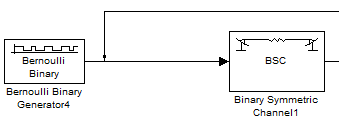 Bernoulli
Binary
Bernoulli Binary
Generator4
BSC
Binary Symmetric
Channel1